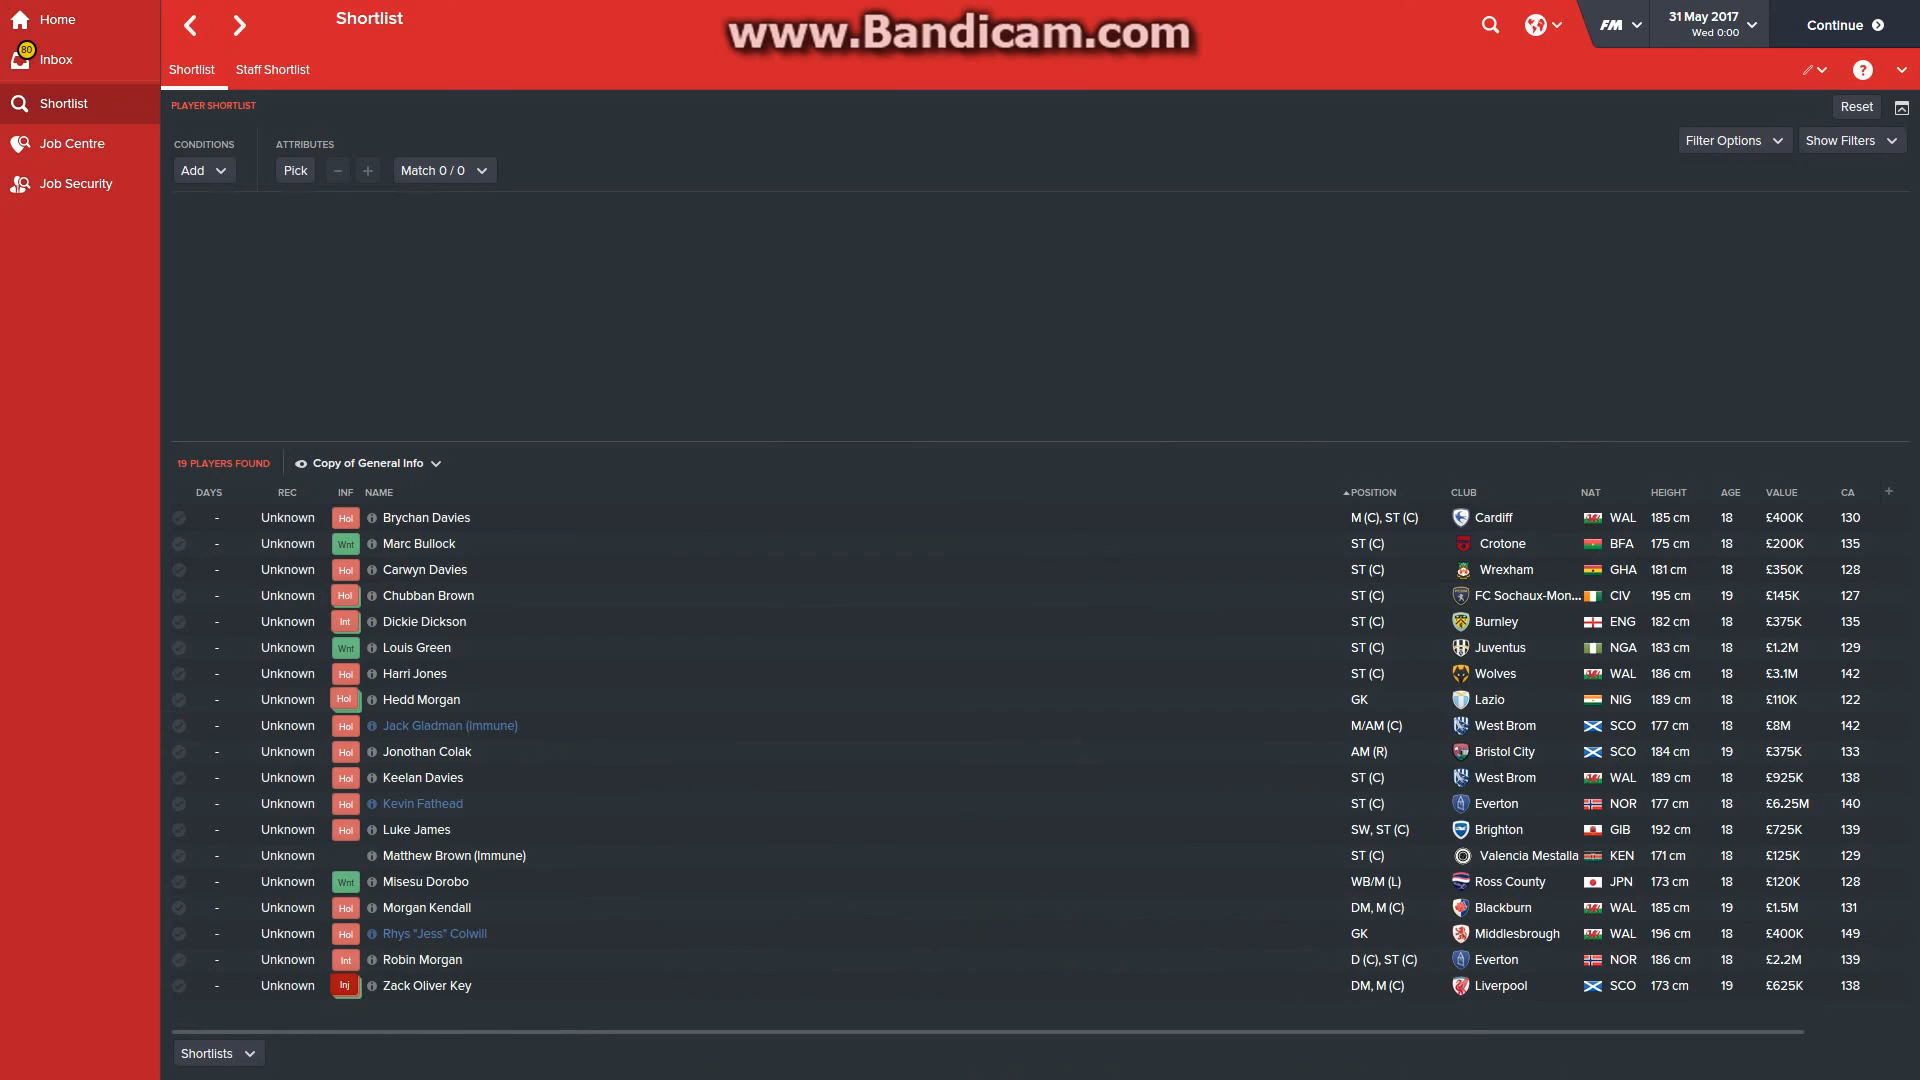 Home
80
Inbox
Shortlist
Job Centre
Job Security
Shortlist
www.Bandicam.com
FM
31 May 2017
Wed 0:00
Continue
Shortlist Staff Shortlist
?
PLAYER SHORTLIST
Reset
CONDITIONS ATTRIBUTES
Filter Options Show Filters
Add Pick − + Match 0 / 0
19 PLAYERS FOUND Copy of General Info
DAYS REC INF NAME POSITION CLUB NAT HEIGHT AGE VALUE CA +
- Unknown Hol Brychan Davies M (C), ST (C) Cardiff WAL 185 cm 18 £400K 130
- Unknown Wnt Marc Bullock ST (C) Crotone BFA 175 cm 18 £200K 135
- Unknown Hol Carwyn Davies ST (C) Wrexham GHA 181 cm 18 £350K 128
- Unknown Hol Chubban Brown ST (C) FC Sochaux-Mon... CIV 195 cm 19 £145K 127
- Unknown Int Dickie Dickson ST (C) Burnley ENG 182 cm 18 £375K 135
- Unknown Wnt Louis Green ST (C) Juventus NGA 183 cm 18 £1.2M 129
- Unknown Hol Harri Jones ST (C) Wolves WAL 186 cm 18 £3.1M 142
- Unknown Hol Hedd Morgan GK Lazio NIG 189 cm 18 £110K 122
- Unknown Hol Jack Gladman (Immune) M/AM (C) West Brom SCO 177 cm 18 £8M 142
- Unknown Hol Jonothan Colak AM (R) Bristol City SCO 184 cm 19 £375K 133
- Unknown Hol Keelan Davies ST (C) West Brom WAL 189 cm 18 £925K 138
- Unknown Hol Kevin Fathead ST (C) Everton NOR 177 cm 18 £6.25M 140
- Unknown Hol Luke James SW, ST (C) Brighton GIB 192 cm 18 £725K 139
- Unknown Matthew Brown (Immune) ST (C) Valencia Mestalla KEN 171 cm 18 £125K 129
- Unknown Wnt Misesu Dorobo WB/M (L) Ross County JPN 173 cm 18 £120K 128
- Unknown Hol Morgan Kendall DM, M (C) Blackburn WAL 185 cm 19 £1.5M 131
- Unknown Hol Rhys "Jess" Colwill GK Middlesbrough WAL 196 cm 18 £400K 149
- Unknown Int Robin Morgan D (C), ST (C) Everton NOR 186 cm 18 £2.2M 139
- Unknown Inj Zack Oliver Key DM, M (C) Liverpool SCO 173 cm 19 £625K 138
Shortlists